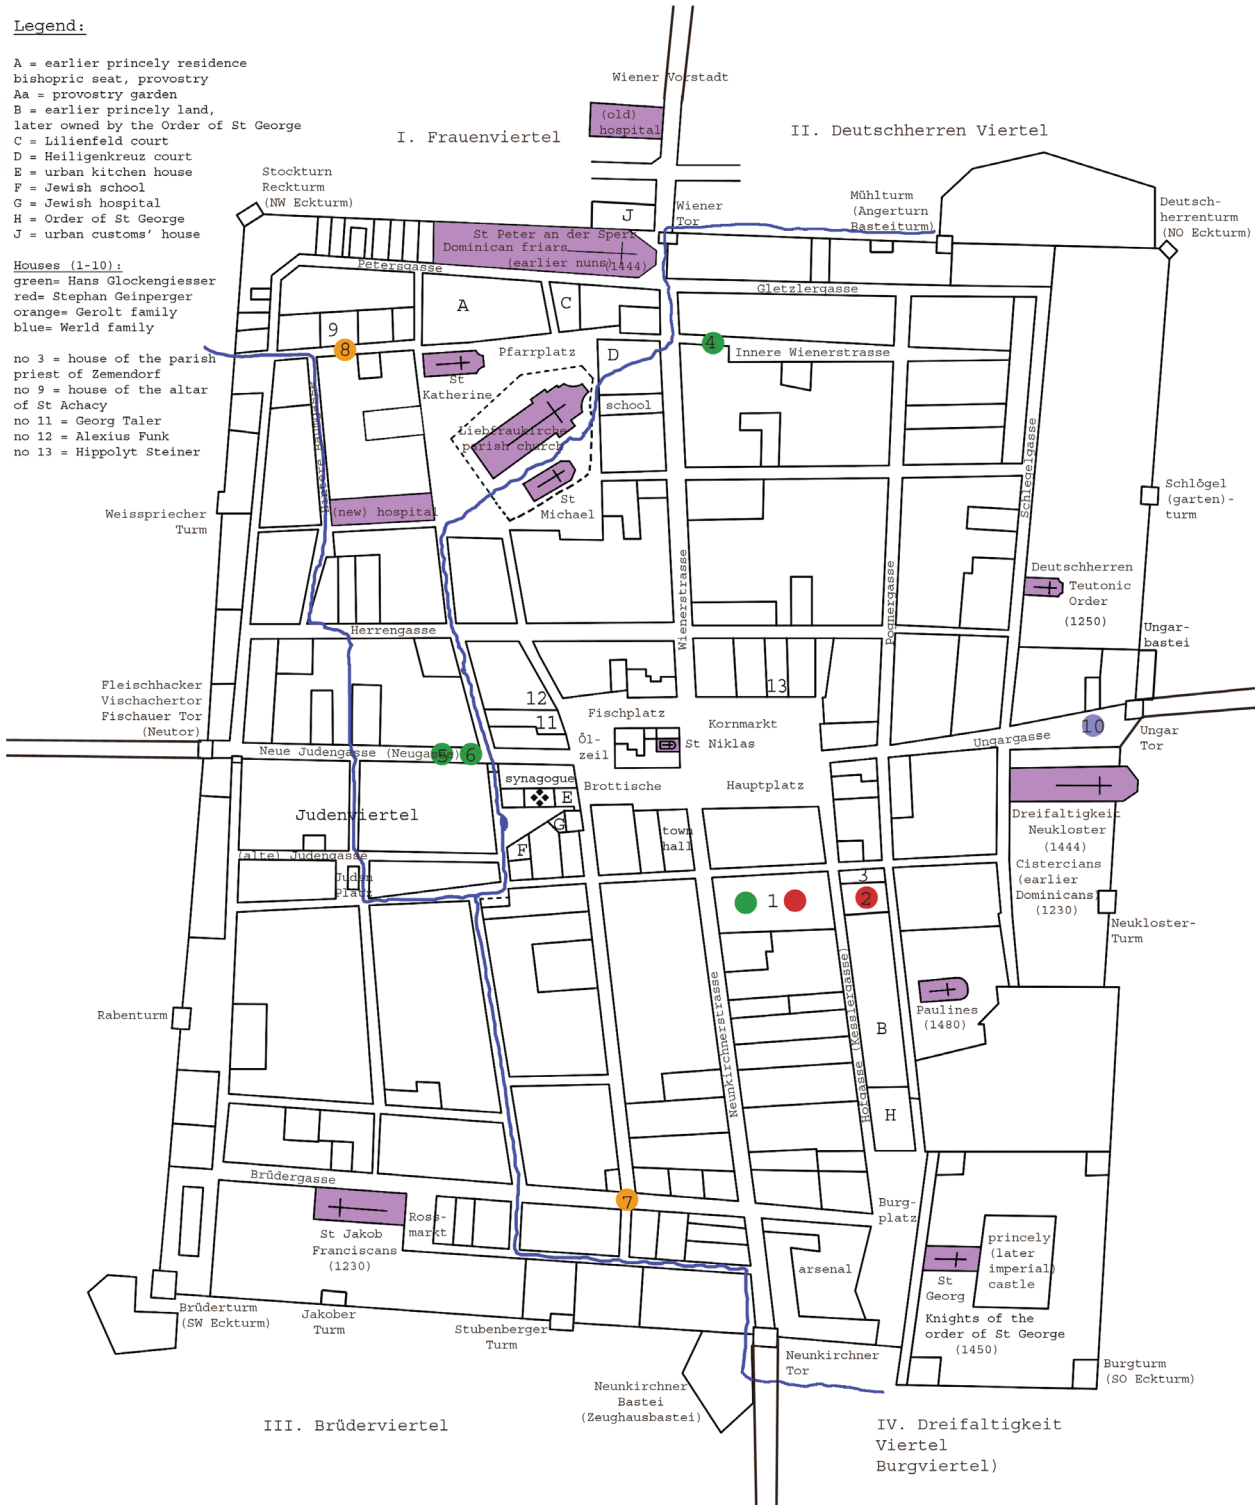 Legend:
A = earlier princely residence
bishopric seat, provostry
Aa = provostry garden
B = earlier princely land,
later owned by the Order of St George
C = Lilienfeld court
D = Heiligenkreuz court
E = urban kitchen house
F = Jewish school
G = Jewish hospital
H = Order of St George
J = urban customs' house
Houses (1-10):
green= Hans Glockengiesser
red= Stephan Geinperger
orange= Gerolt family
blue= Werld family
no 3 = house of the parish
priest of Zemendorf
no 9 = house of the altar
of St Achacy
no 11 = Georg Taler
no 12 = Alexius Funk
no 13 = Hippolyt Steiner
Wiener Vorstadt
(old)
hospital
I. Frauenviertel
II. Deutschherren Viertel
Stockturn
Reckturm
(NW Eckturm)
J
Wiener
Tor
Mühlturm
(Angerturn
Basteiturm)
Deutsch-
herrenturm
(NO Eckturm)
St Peter an der Sperr
Dominican friars
(earlier nuns)
(1444)
Petersgasse
Gletzlergasse
A
C
9
8
4
Pfarrplatz
D
Innere Wienerstrasse
St
Katherine
school
Liebfraukirche
parish church
Hintere Baumgasse
Schlegelgasse
St
Michael
(new) hospital
Weisspriecher
Turm
Schlögel
(garten)-
turm
Wienerstrasse
Pognergasse
Deutschherren
Teutonic
Order
(1250)
Herrengasse
Ungar-
bastei
Fleischhacker
Vischachertor
Fischauer Tor
(Neutor)
12
11
13
Fischplatz
Kornmarkt
10
Öl-
zeil
St Niklas
Ungargasse
Ungar
Tor
Neue Judengasse (Neugasse)
5
6
synagogue
E
Brottische
Hauptplatz
Judenviertel
G
F
town
hall
Dreifaltigkeit
Neukloster
(1444)
Cistercians
(earlier
Dominicans)
(1230)
(alte) Judengasse
Juden
Platz
3
1
2
Neukloster-
Turm
Rabenturm
Neunkirchnerstrasse
Hofgasse (Kesslergasse)
Paulines
(1480)
B
H
Brüdergasse
7
Burg-
platz
Ross-
markt
St Jakob
Franciscans
(1230)
arsenal
princely
(later
imperial)
castle
St
Georg
Brüderturm
(SW Eckturm)
Jakober
Turm
Stubenberger
Turm
Knights of the
order of St George
(1450)
Neunkirchner
Tor
Burgturm
(SO Eckturm)
Neunkirchner
Bastei
(Zeughausbastei)
III. Brüderviertel
IV. Dreifaltigkeit
Viertel
Burgviertel)